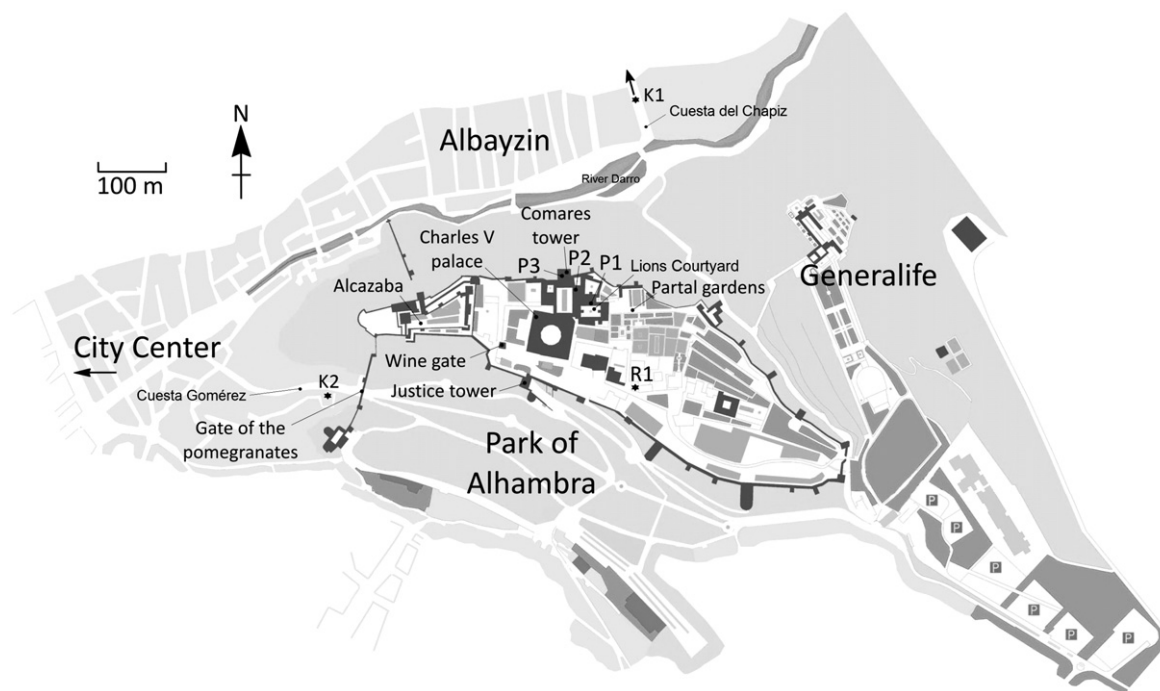 K1
Cuesta del Chapiz
N
Albayzin
100 m
River Darro
Comares
tower
Charles V
palace
P2
P3
P1
Lions Courtyard
Partal gardens
Generalife
Alcazaba
City Center
Wine gate
K2
Justice tower
R1
Cuesta Gomérez
Gate of the
pomegranates
Park of
Alhambra
P
P
P
P
P
P